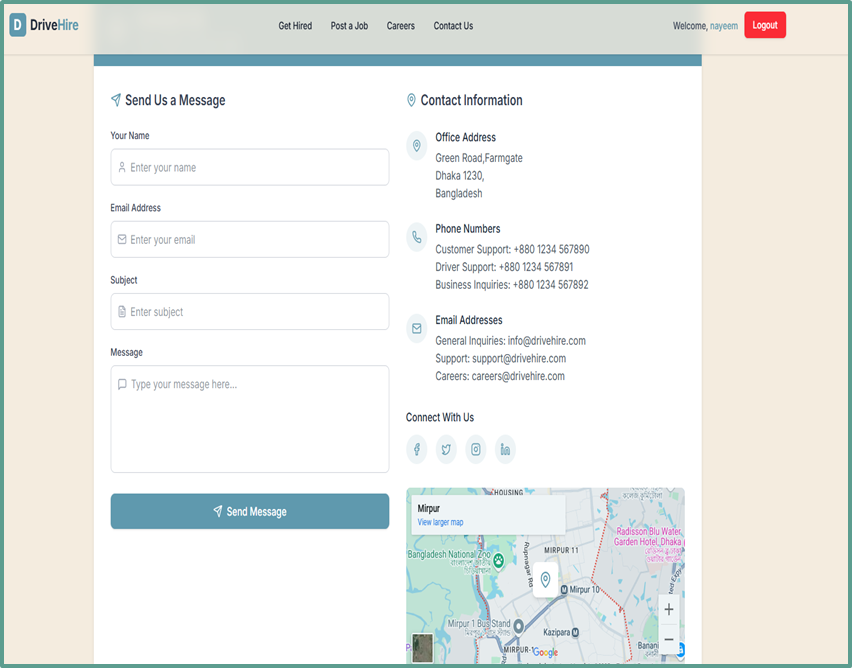 D DriveHire
Get Hired Post a Job Careers Contact Us
Welcome, nayeem Logout
Send Us a Message
Your Name
Enter your name
Email Address
Enter your email
Subject
Enter subject
Message
Type your message here...
Send Message
Contact Information
Office Address
Green Road,Farmgate
Dhaka 1230,
Bangladesh
Phone Numbers
Customer Support: +880 1234 567890
Driver Support: +880 1234 567891
Business Inquiries: +880 1234 567892
Email Addresses
General Inquiries: info@drivehire.com
Support: support@drivehire.com
Careers: careers@drivehire.com
Connect With Us
HOUSING
Mirpur
View larger map
Radisson Blu Water
Garden Hotel, Dhaka
Bangladesh National Zoo
MIRPUR 11
Rupnagar Rd
Mirpur 10
Mirpur 1 Bus Stand
Kazipara
MIRPUR-1
Google
Banani
+
−